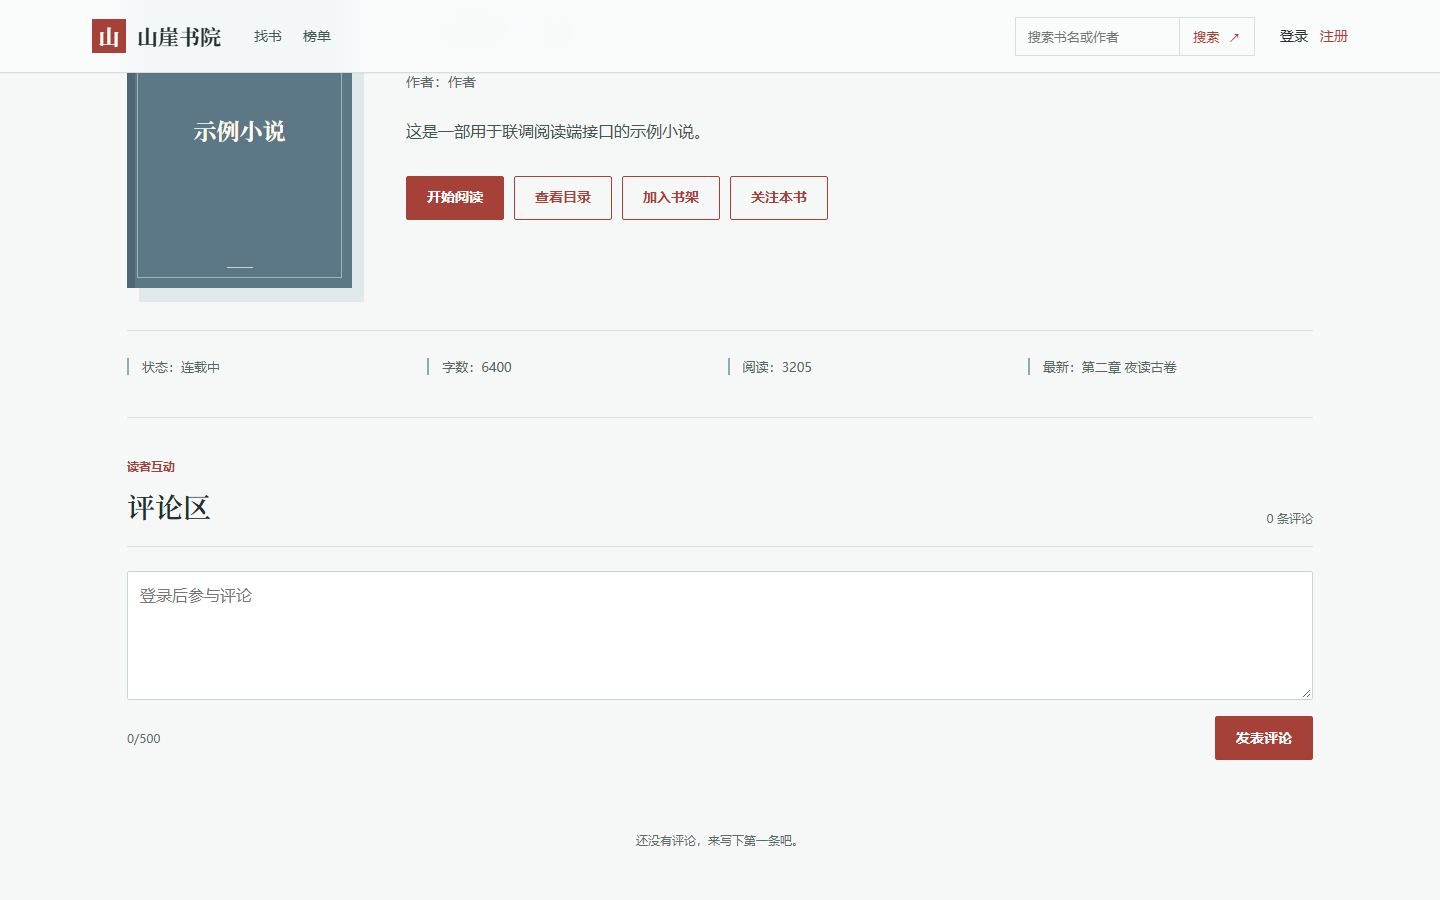 山 山崖书院 找书 榜单 搜索书名或作者 搜索 ↗ 登录 注册
作者：作者
示例小说
这是一部用于联调阅读端接口的示例小说。
开始阅读 查看目录 加入书架 关注本书
状态：连载中 字数：6400 阅读：3205 最新：第二章 夜读古卷
读者互动
评论区
0 条评论
登录后参与评论
0/500 发表评论
还没有评论，来写下第一条吧。